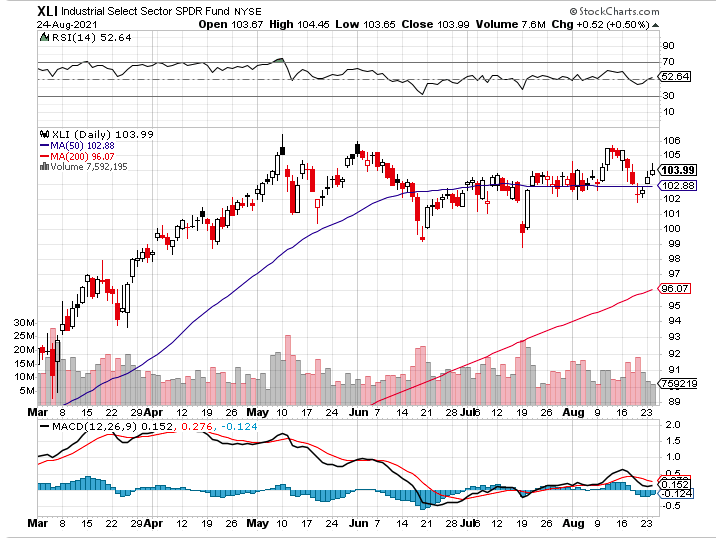 XLI Industrial Select Sector SPDR Fund NYSE
© StockCharts.com
24-Aug-2021
Open 103.67 High 104.45 Low 103.65 Close 103.99 Volume 7.6M Chg +0.52 (+0.50%)
RSI(14) 52.64
90
70
52.64
30
10
XLI (Daily) 103.99
MA(50) 102.88
MA(200) 96.07
Volume 7,592,195
106
105
103.99
102.88
102
101
100
99
98
97
96.07
95
94
93
92
91
90
89
30M
25M
20M
15M
10M
5M
7592195
Mar 8 15 22 Apr 12 19 26 May 10 17 24 Jun 7 14 21 28 Jul 6 12 19 26 Aug 9 16 23
MACD(12,26,9) 0.152, 0.276, -0.124
2.0
1.5
1.0
0.5
0.152
-0.124
-0.5
Mar 8 15 22 Apr 12 19 26 May 10 17 24 Jun 7 14 21 28 Jul 6 12 19 26 Aug 9 16 23